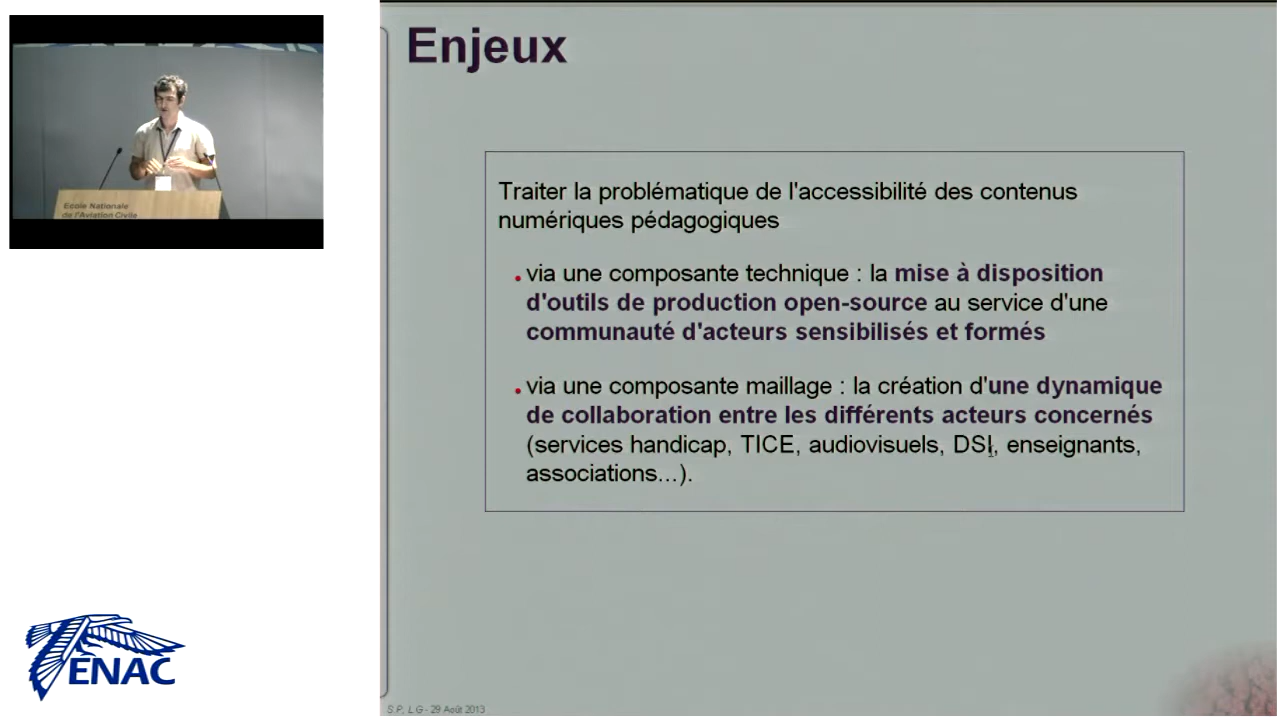 Enjeux
Ecole Nationale
de l'Aviation Civile
Traiter la problématique de l'accessibilité des contenus
numériques pédagogiques
via une composante technique : la mise à disposition
d'outils de production open-source au service d'une
communauté d'acteurs sensibilisés et formés
via une composante maillage : la création d'une dynamique
de collaboration entre les différents acteurs concernés
(services handicap, TICE, audiovisuels, DSI, enseignants,
associations...).
ENAC
S.P, L.G - 29 Août 2013